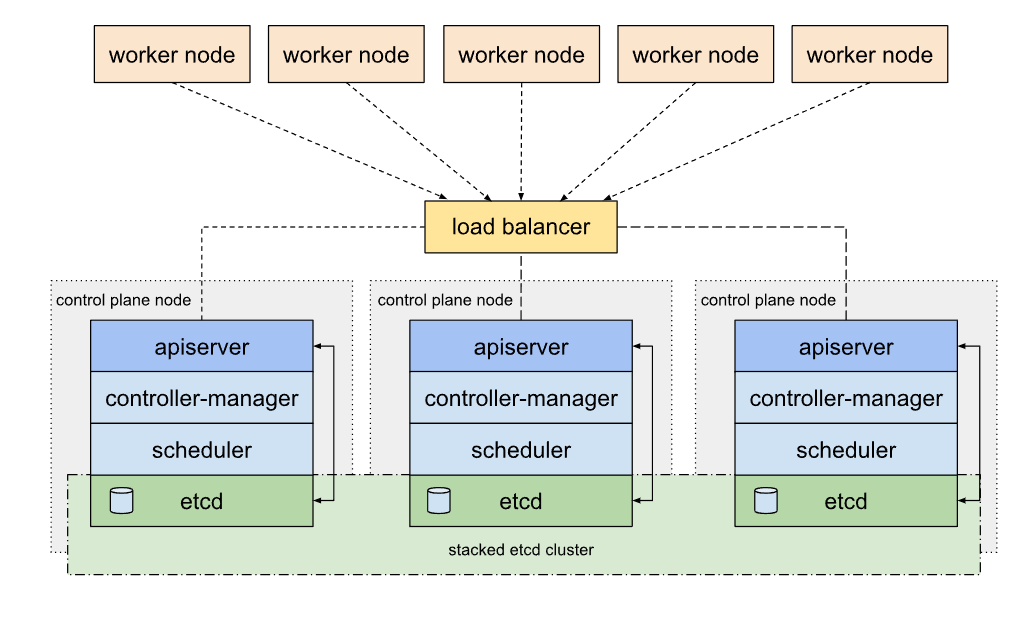 worker node
worker node
worker node
worker node
worker node
load balancer
control plane node
control plane node
control plane node
apiserver
apiserver
apiserver
controller-manager
controller-manager
controller-manager
scheduler
scheduler
scheduler
etcd
etcd
etcd
stacked etcd cluster